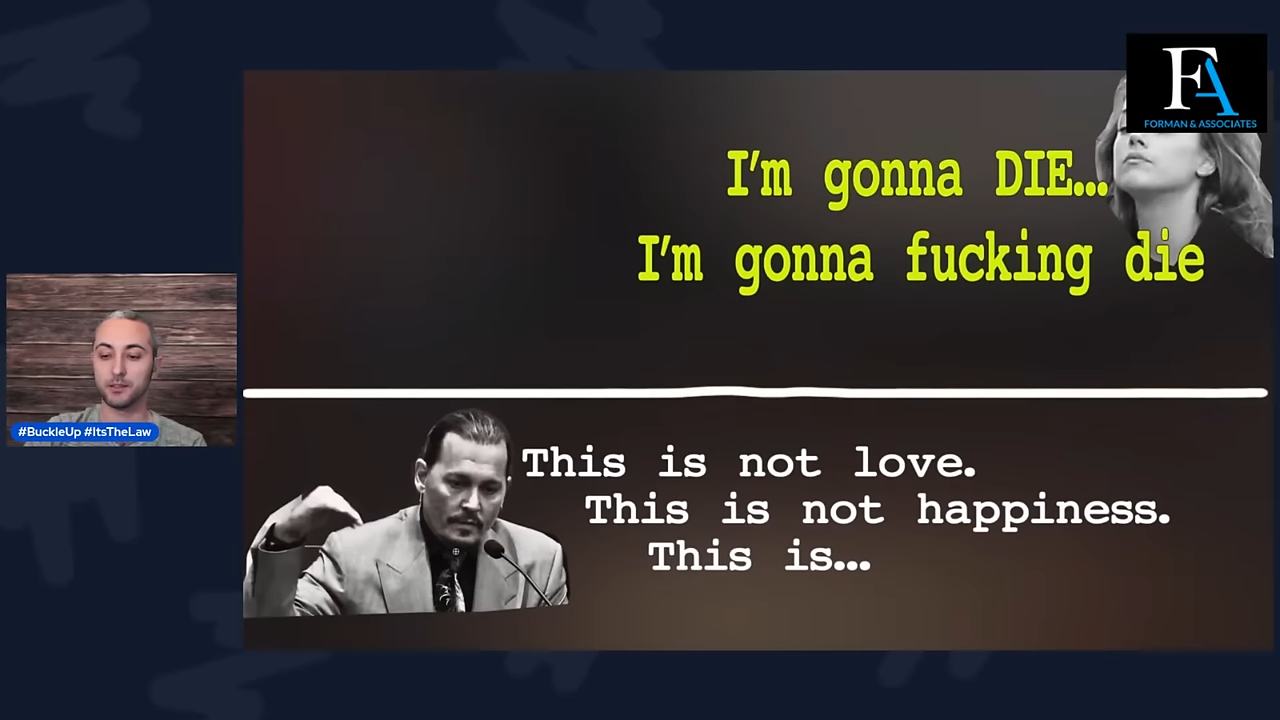 FA
FORMAN & ASSOCIATES
I'm gonna DIE...
I'm gonna fucking die
#BuckleUp #ItsTheLaw
This is not love.
This is not happiness.
This is...